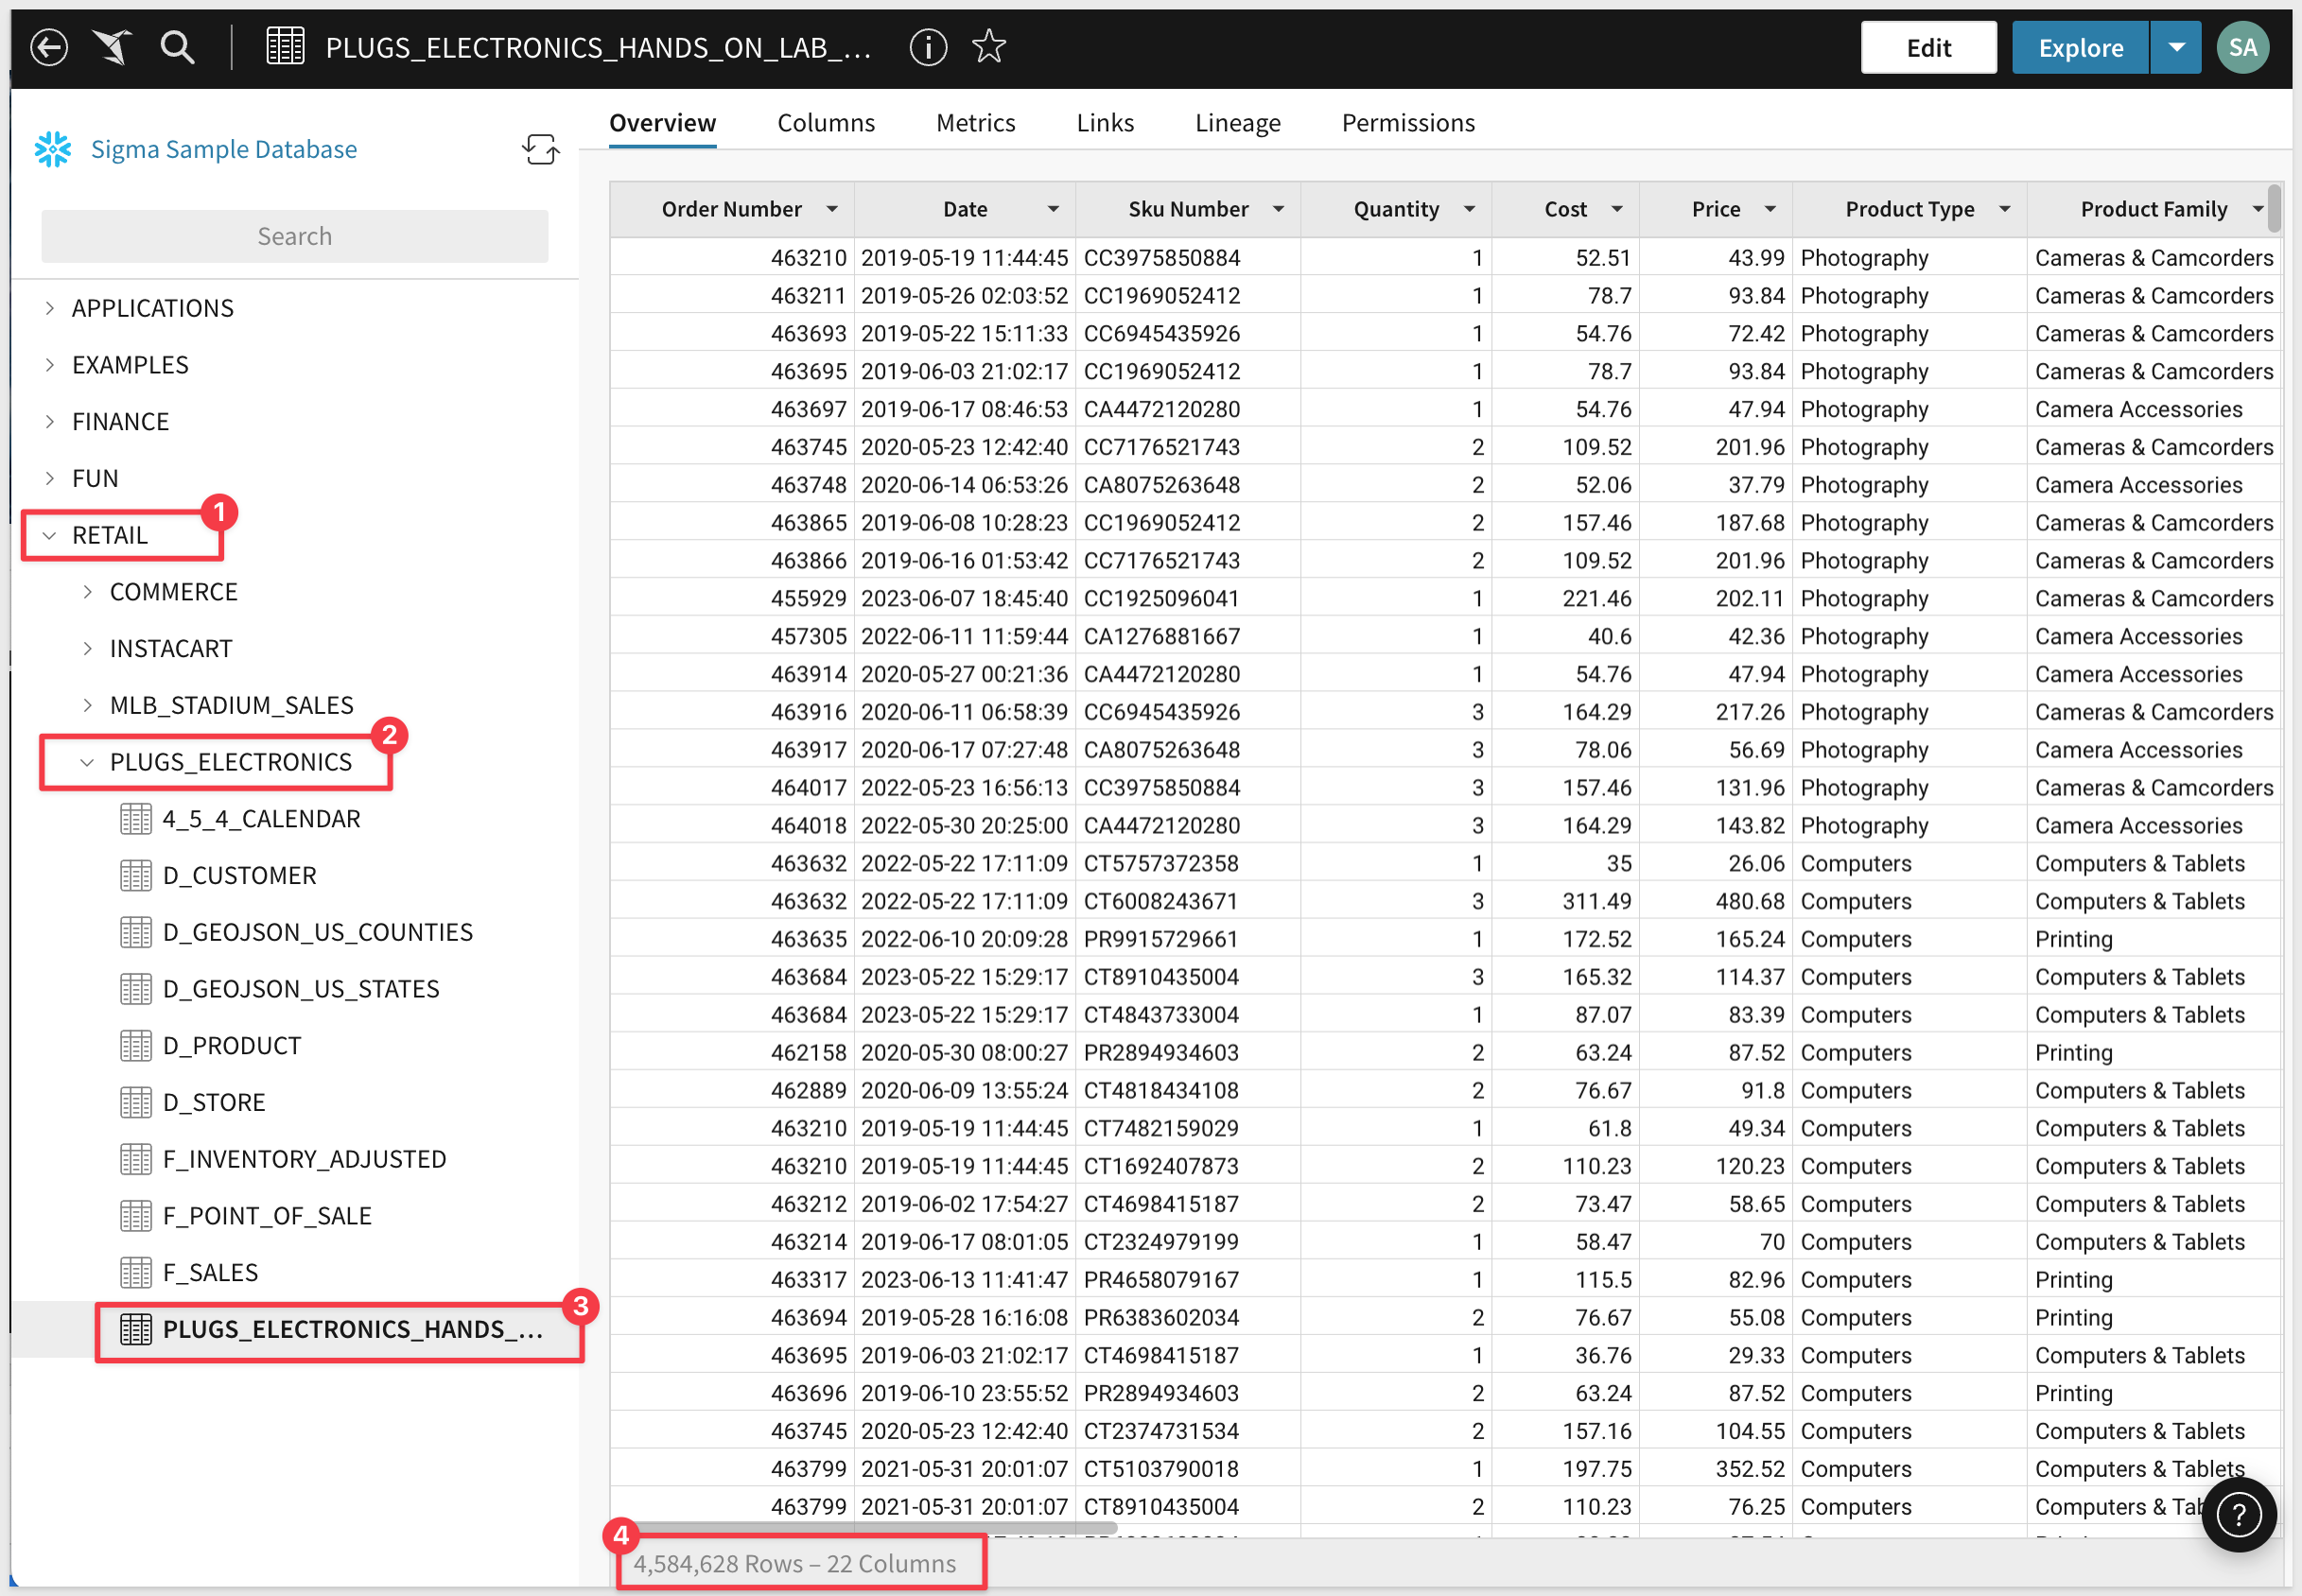 PLUGS_ELECTRONICS_HANDS_ON_LAB_...
Edit
Explore
SA
Sigma Sample Database
Search
APPLICATIONS
EXAMPLES
FINANCE
FUN
1
RETAIL
COMMERCE
INSTACART
MLB_STADIUM_SALES
2
PLUGS_ELECTRONICS
4_5_4_CALENDAR
D_CUSTOMER
D_GEOJSON_US_COUNTIES
D_GEOJSON_US_STATES
D_PRODUCT
D_STORE
F_INVENTORY_ADJUSTED
F_POINT_OF_SALE
F_SALES
3
PLUGS_ELECTRONICS_HANDS_...
Overview Columns Metrics Links Lineage Permissions
Order Number Date Sku Number Quantity Cost Price Product Type Product Family
463210 2019-05-19 11:44:45 CC3975850884 1 52.51 43.99 Photography Cameras & Camcorders
463211 2019-05-26 02:03:52 CC1969052412 1 78.7 93.84 Photography Cameras & Camcorders
463693 2019-05-22 15:11:33 CC6945435926 1 54.76 72.42 Photography Cameras & Camcorders
463695 2019-06-03 21:02:17 CC1969052412 1 78.7 93.84 Photography Cameras & Camcorders
463697 2019-06-17 08:46:53 CA4472120280 1 54.76 47.94 Photography Camera Accessories
463745 2020-05-23 12:42:40 CC7176521743 2 109.52 201.96 Photography Cameras & Camcorders
463748 2020-06-14 06:53:26 CA8075263648 2 52.06 37.79 Photography Camera Accessories
463865 2019-06-08 10:28:23 CC1969052412 2 157.46 187.68 Photography Cameras & Camcorders
463866 2019-06-16 01:53:42 CC7176521743 2 109.52 201.96 Photography Cameras & Camcorders
455929 2023-06-07 18:45:40 CC1925096041 1 221.46 202.11 Photography Cameras & Camcorders
457305 2022-06-11 11:59:44 CA1276881667 1 40.6 42.36 Photography Camera Accessories
463914 2020-05-27 00:21:36 CA4472120280 1 54.76 47.94 Photography Camera Accessories
463916 2020-06-11 06:58:39 CC6945435926 3 164.29 217.26 Photography Cameras & Camcorders
463917 2020-06-17 07:27:48 CA8075263648 3 78.06 56.69 Photography Camera Accessories
464017 2022-05-23 16:56:13 CC3975850884 3 157.46 131.96 Photography Cameras & Camcorders
464018 2022-05-30 20:25:00 CA4472120280 3 164.29 143.82 Photography Camera Accessories
463632 2022-05-22 17:11:09 CT5757372358 1 35 26.06 Computers Computers & Tablets
463632 2022-05-22 17:11:09 CT6008243671 3 311.49 480.68 Computers Computers & Tablets
463635 2022-06-10 20:09:28 PR9915729661 1 172.52 165.24 Computers Printing
463684 2023-05-22 15:29:17 CT8910435004 3 165.32 114.37 Computers Computers & Tablets
463684 2023-05-22 15:29:17 CT4843733004 1 87.07 83.39 Computers Computers & Tablets
462158 2020-05-30 08:00:27 PR2894934603 2 63.24 87.52 Computers Printing
462889 2020-06-09 13:55:24 CT4818434108 2 76.67 91.8 Computers Computers & Tablets
463210 2019-05-19 11:44:45 CT7482159029 1 61.8 49.34 Computers Computers & Tablets
463210 2019-05-19 11:44:45 CT1692407873 2 110.23 120.23 Computers Computers & Tablets
463212 2019-06-02 17:54:27 CT4698415187 2 73.47 58.65 Computers Computers & Tablets
463214 2019-06-17 08:01:05 CT2324979199 1 58.47 70 Computers Computers & Tablets
463317 2023-06-13 11:41:47 PR4658079167 1 115.5 82.96 Computers Printing
463694 2019-05-28 16:16:08 PR6383602034 2 76.67 55.08 Computers Printing
463695 2019-06-03 21:02:17 CT4698415187 1 36.76 29.33 Computers Computers & Tablets
463696 2019-06-10 23:55:52 PR2894934603 2 63.24 87.52 Computers Printing
463745 2020-05-23 12:42:40 CT2374731534 2 157.16 104.55 Computers Computers & Tablets
463799 2021-05-31 20:01:07 CT5103790018 1 197.75 352.52 Computers Computers & Tablets
463799 2021-05-31 20:01:07 CT8910435004 2 110.23 76.25 Computers Computers &
4
4,584,628 Rows – 22 Columns
?